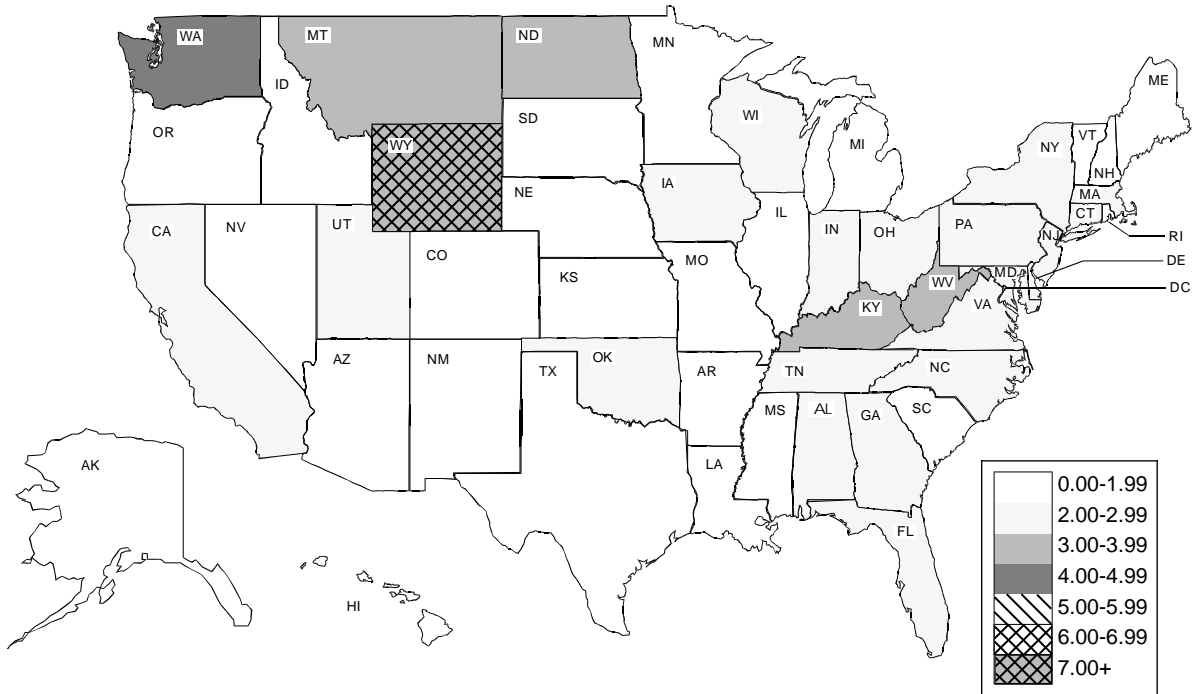 WA
MT
ND
MN
ME
ID
OR
SD
WI
VT
NY
MI
NH
WY
IA
NE
MA
CT
CA
NV
UT
IL
IN
OH
PA
NJ
RI
CO
MO
DE
KS
WV
MD
DC
KY
VA
AZ
NM
TX
OK
AR
TN
NC
MS
AL
GA
SC
AK
LA
FL
HI
0.00-1.99
2.00-2.99
3.00-3.99
4.00-4.99
5.00-5.99
6.00-6.99
7.00+